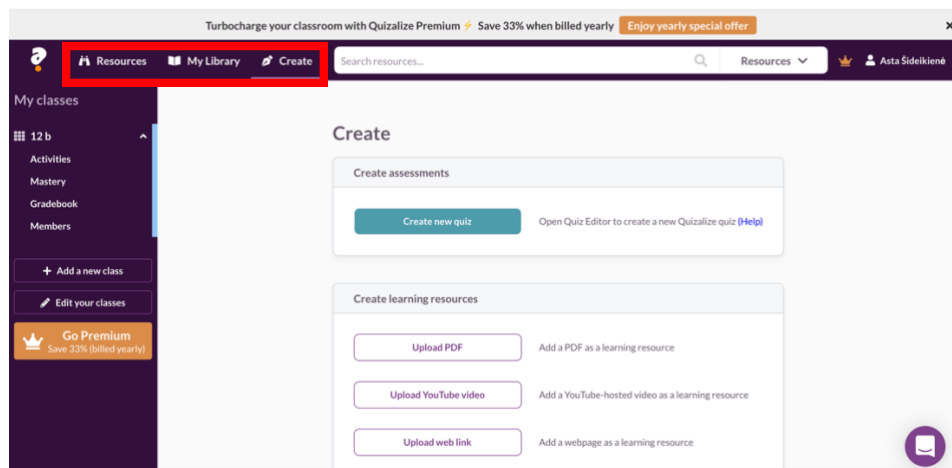 Turbocharge your classroom with Quizalize Premium⚡ Save 33% when billed yearly Enjoy yearly special offer
Resources My Library Create Search resources... Resources Asta Šideikienė
My classes
12 b
Activities
Mastery
Gradebook
Members
+ Add a new class
Edit your classes
Go Premium
Save 33% (billed yearly)
Create
Create assessments
Create new quiz Open Quiz Editor to create a new Quizalize quiz (Help)
Create learning resources
Upload PDF Add a PDF as a learning resource
Upload YouTube video Add a YouTube-hosted video as a learning resource
Upload web link Add a webpage as a learning resource